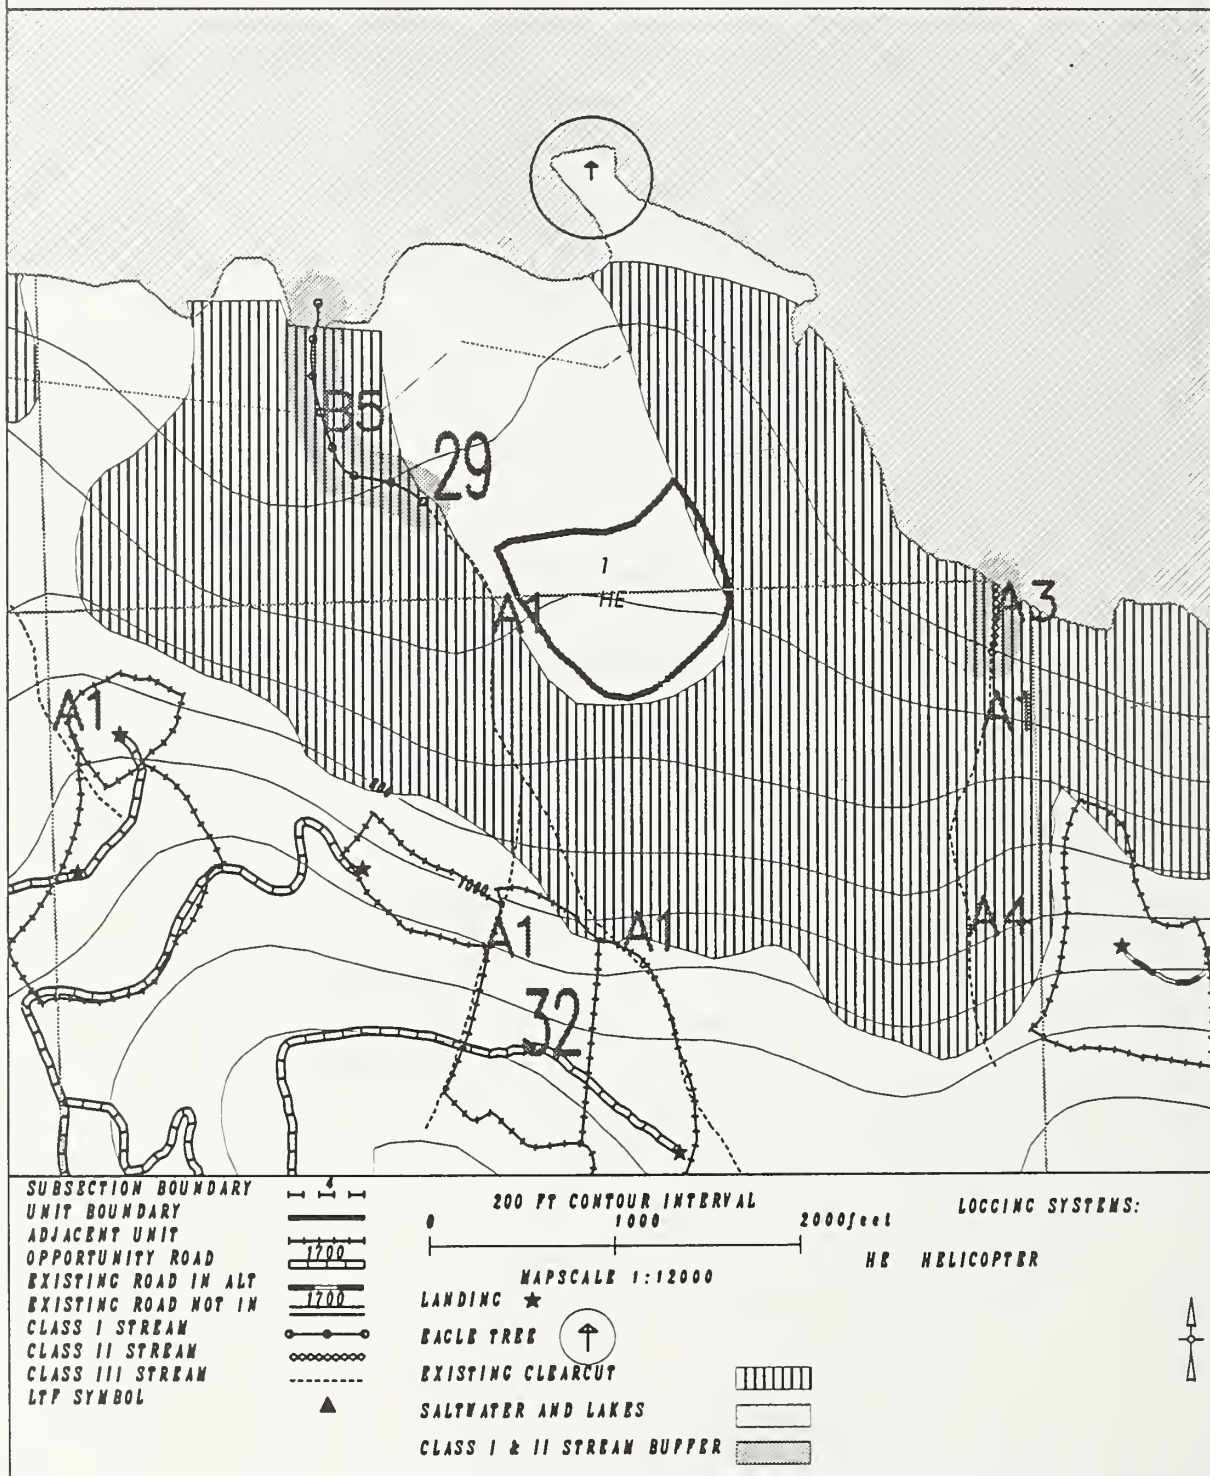 B5
29
1
HE
A1
A3
A1
A1
1000
A1
A1
A4
32
SUBSECTION BOUNDARY
4
UNIT BOUNDARY
ADJACENT UNIT
OPPORTUNITY ROAD
1700
EXISTING ROAD IN ALT
EXISTING ROAD NOT IN
1700
CLASS I STREAM
CLASS II STREAM
CLASS III STREAM
LTF SYMBOL
200 FT CONTOUR INTERVAL
0 1000 2000feet
MAPSCALE 1:12000
LANDING
EAGLE TREE
EXISTING CLEARCUT
SALTWATER AND LAKES
CLASS I & II STREAM BUFFER
LOGGING SYSTEMS:
HE HELICOPTER